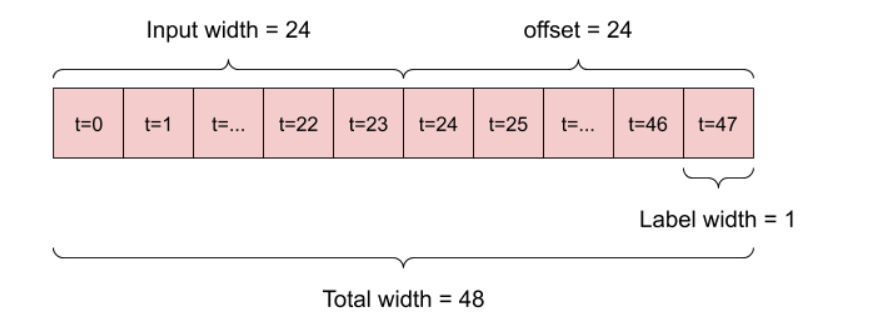 Input width = 24 offset = 24
t=0 t=1 t=... t=22 t=23 t=24 t=25 t=... t=46 t=47
Label width = 1
Total width = 48